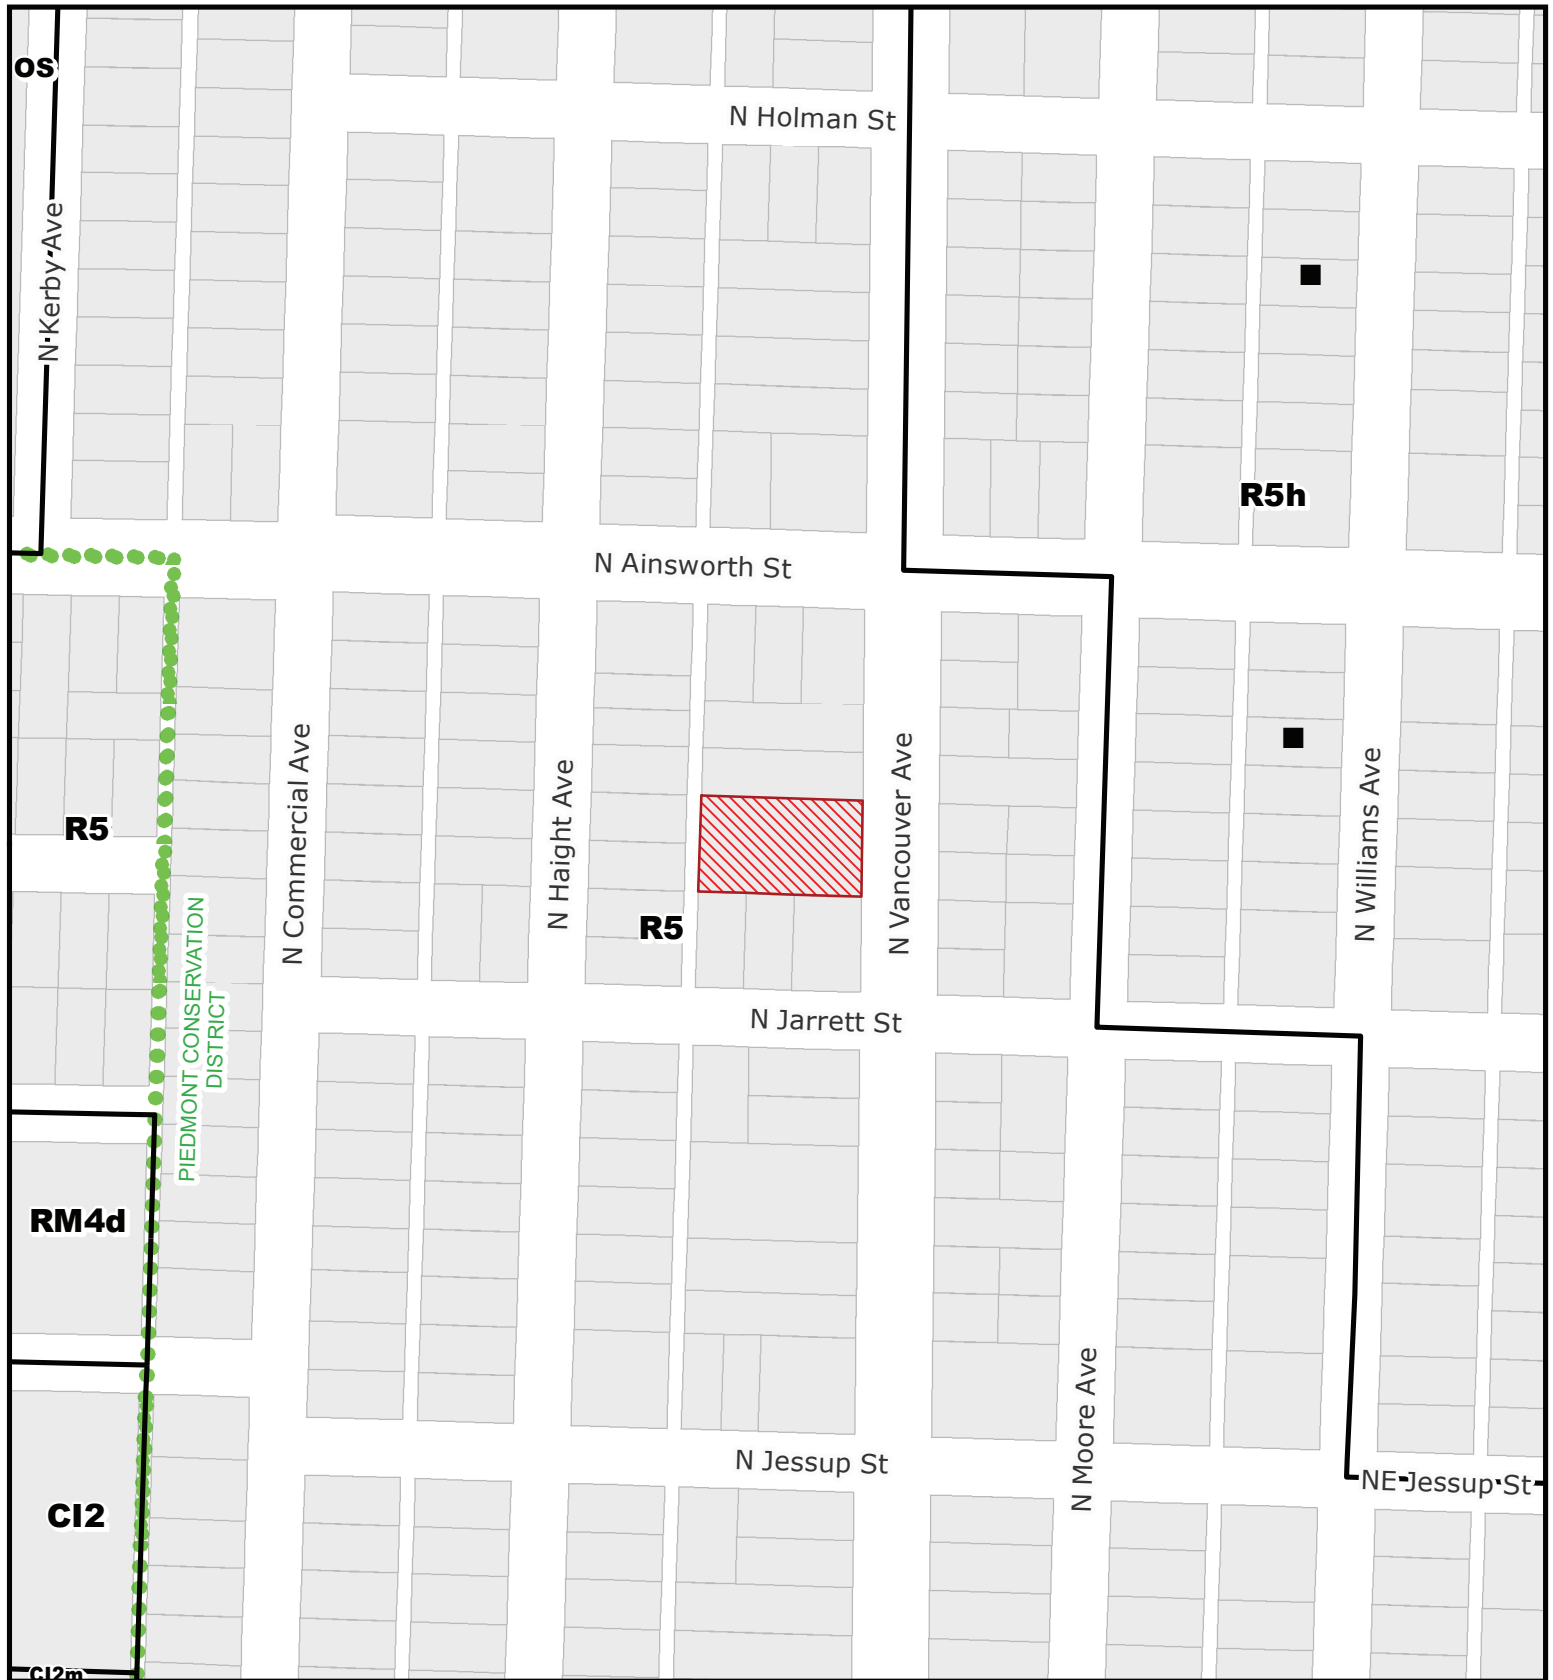 OS
N Holman St
N Kerby Ave
R5h
N Ainsworth St
N Commercial Ave
N Haight Ave
N Vancouver Ave
N Williams Ave
R5
R5
PIEDMONT CONSERVATION
DISTRICT
N Jarrett St
RM4d
N Moore Ave
N Jessup St
NE Jessup St
CI2
CI2m